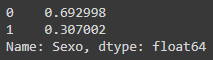 0    0.692998
1    0.307002
Name: Sexo, dtype: float64